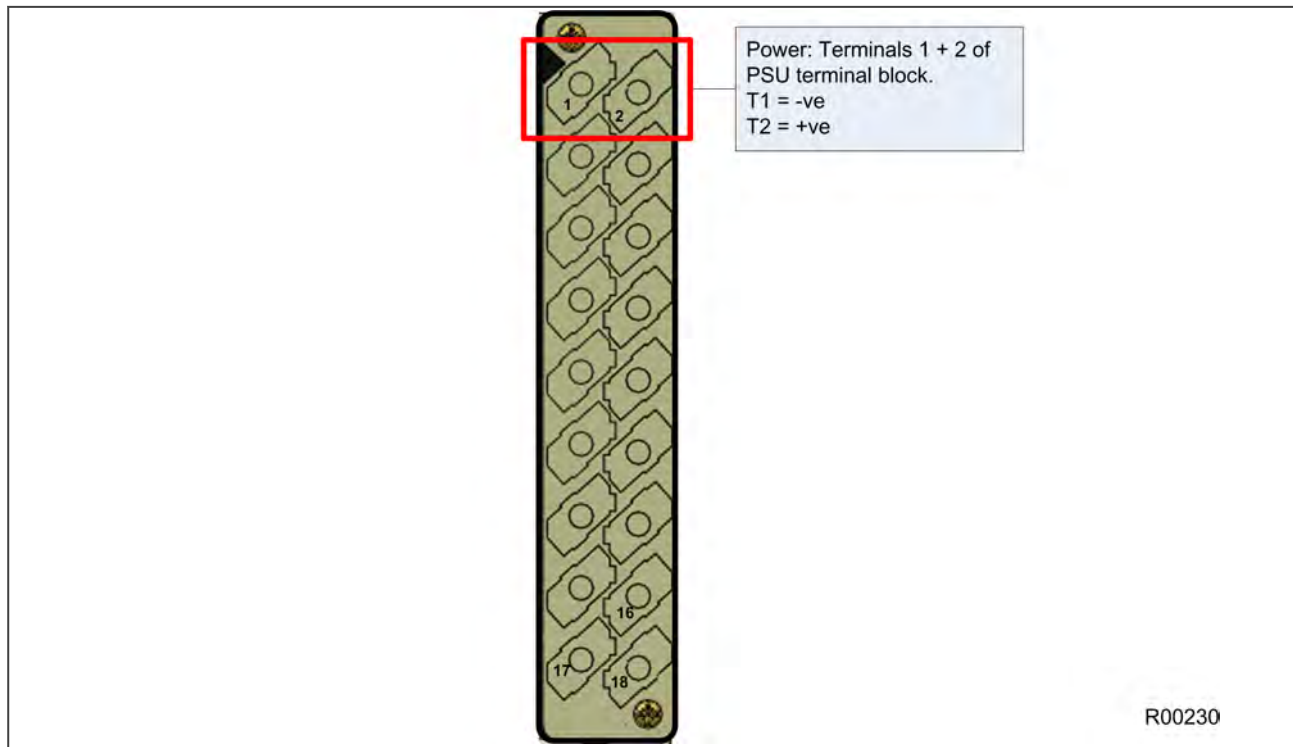 Power: Terminals 1 + 2 of
PSU terminal block.
T1 = -ve
T2 = +ve
1
2
16
17
18
R00230